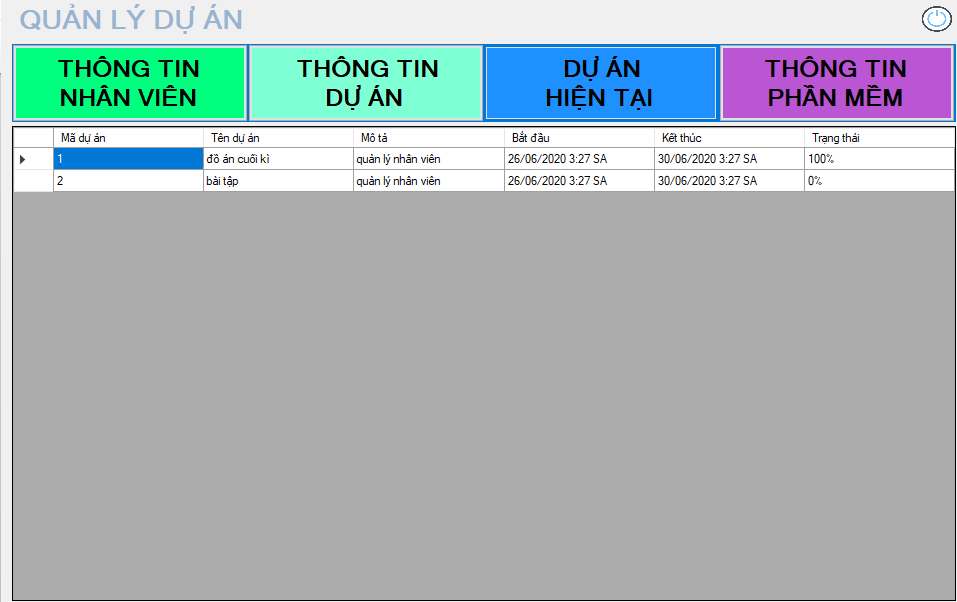 QUẢN LÝ DỰ ÁN
THÔNG TIN
NHÂN VIÊN
THÔNG TIN
DỰ ÁN
DỰ ÁN
HIỆN TẠI
THÔNG TIN
PHẦN MỀM
Mã dự án Tên dự án Mô tả Bắt đầu Kết thúc Trạng thái
1 đồ án cuối kì quản lý nhân viên 26/06/2020 3:27 SA 30/06/2020 3:27 SA 100%
2 bài tập quản lý nhân viên 26/06/2020 3:27 SA 30/06/2020 3:27 SA 0%